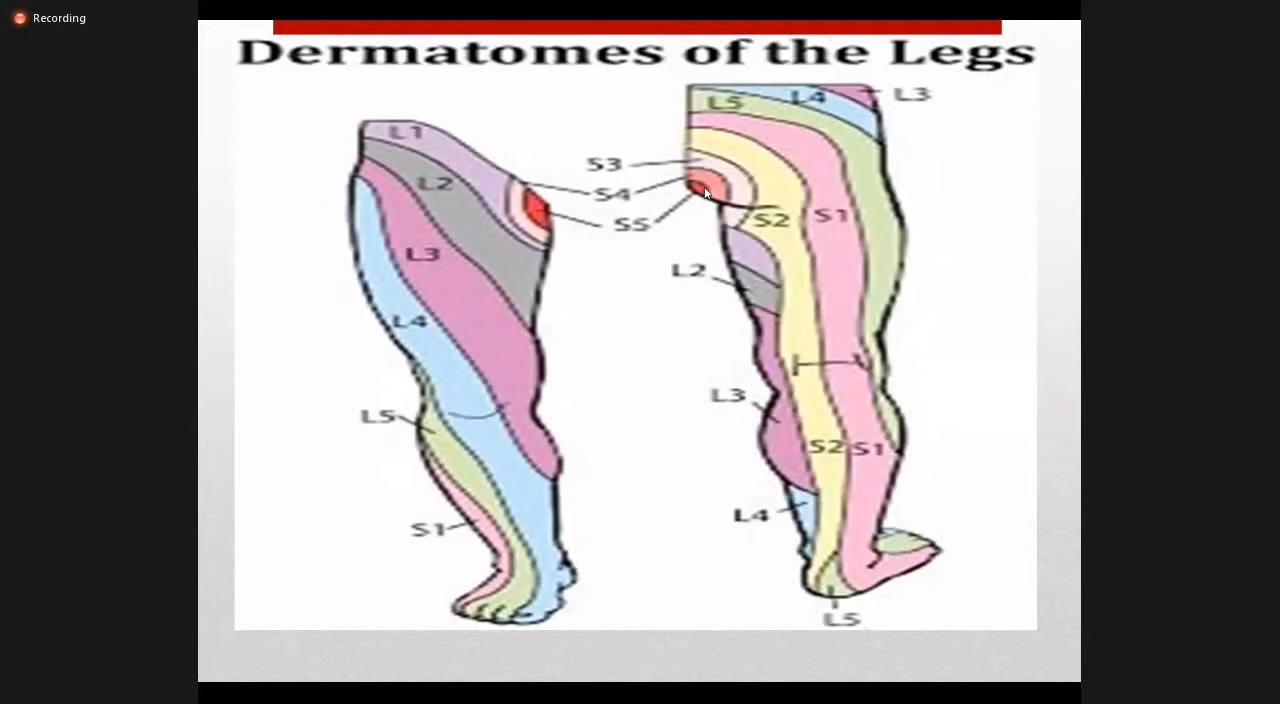 Recording
Dermatomes of the Legs
L1
L2
L3
L4
L5
S1
S3
S4
S5
L5
L4
L3
S2
S1
L2
L3
S2
S1
L4
L5